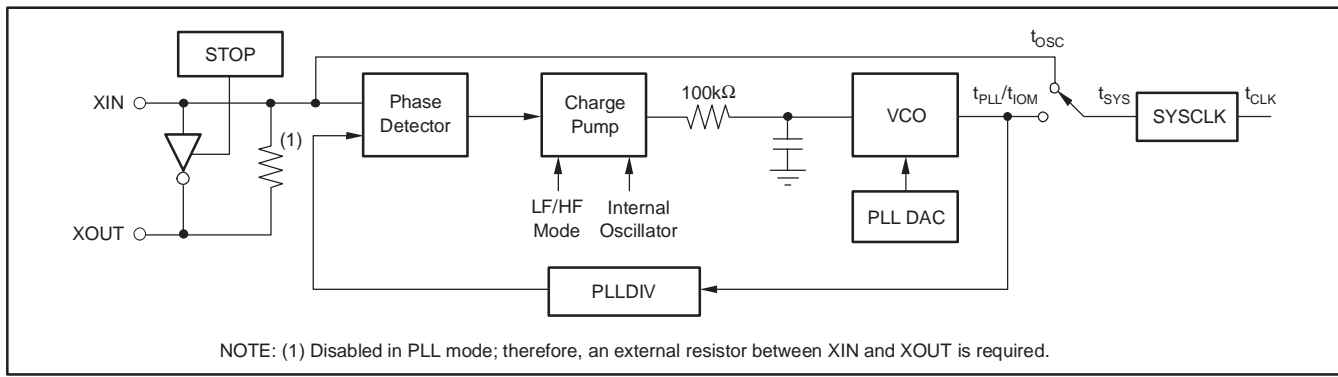 STOP
t_OSC
XIN
Phase
Detector
Charge
Pump
100kΩ
VCO
t_PLL/t_IOM
t_SYS
SYSCLK
t_CLK
(1)
LF/HF
Mode
Internal
Oscillator
PLL DAC
XOUT
PLLDIV
NOTE: (1) Disabled in PLL mode; therefore, an external resistor between XIN and XOUT is required.